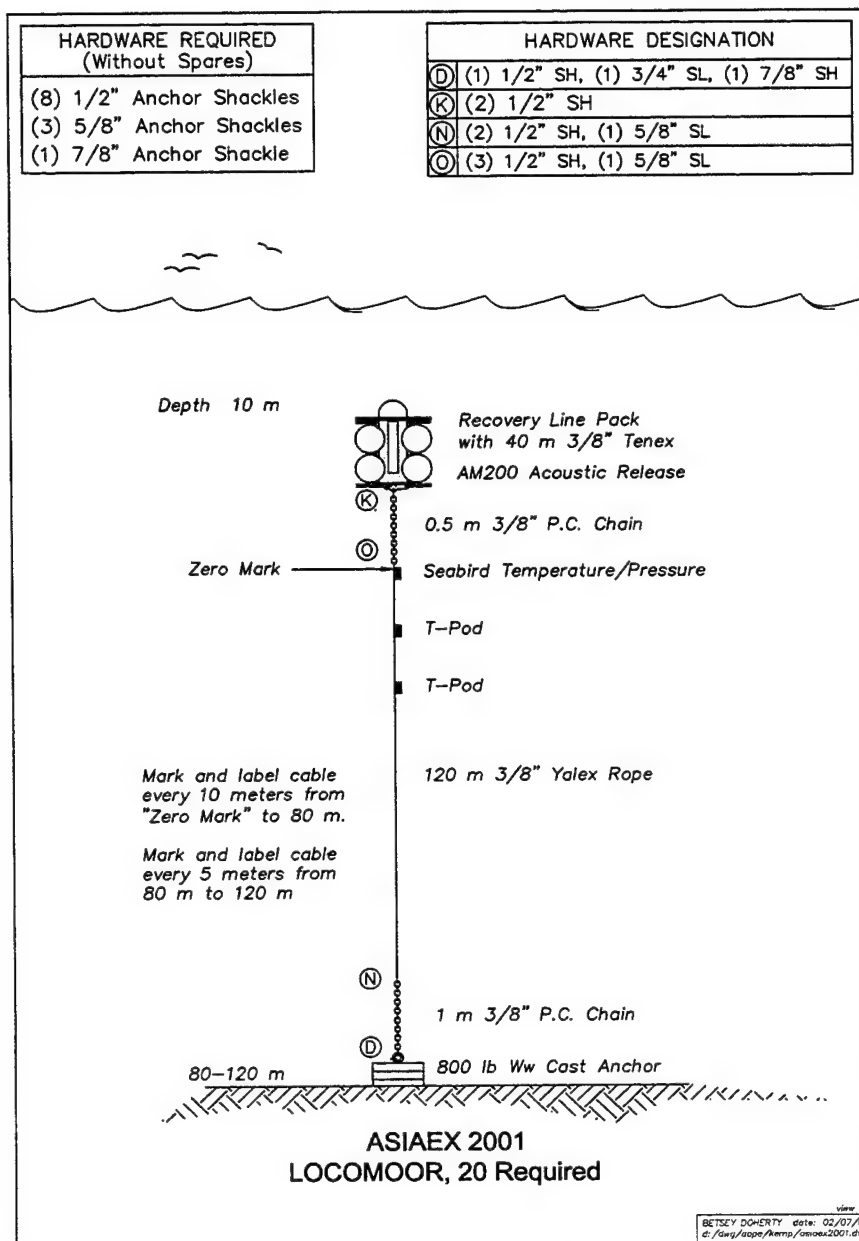 HARDWARE REQUIRED
(Without Spares)
(8) 1/2" Anchor Shackles
(3) 5/8" Anchor Shackles
(1) 7/8" Anchor Shackle
HARDWARE DESIGNATION
D (1) 1/2" SH, (1) 3/4" SL, (1) 7/8" SH
K (2) 1/2" SH
N (2) 1/2" SH, (1) 5/8" SL
O (3) 1/2" SH, (1) 5/8" SL
Depth 10 m
Recovery Line Pack
with 40 m 3/8" Tenex
AM200 Acoustic Release
K
0.5 m 3/8" P.C. Chain
O
Zero Mark
Seabird Temperature/Pressure
T-Pod
T-Pod
120 m 3/8" Yalex Rope
Mark and label cable
every 10 meters from
"Zero Mark" to 80 m.
Mark and label cable
every 5 meters from
80 m to 120 m
N
1 m 3/8" P.C. Chain
D
80-120 m
800 lb Ww Cast Anchor
ASIAEX 2001
LOCOMOOR, 20 Required
view
BETSEY DOHERTY date: 02/07/
d:/dwg/aope/kemp/asiaex2001.d